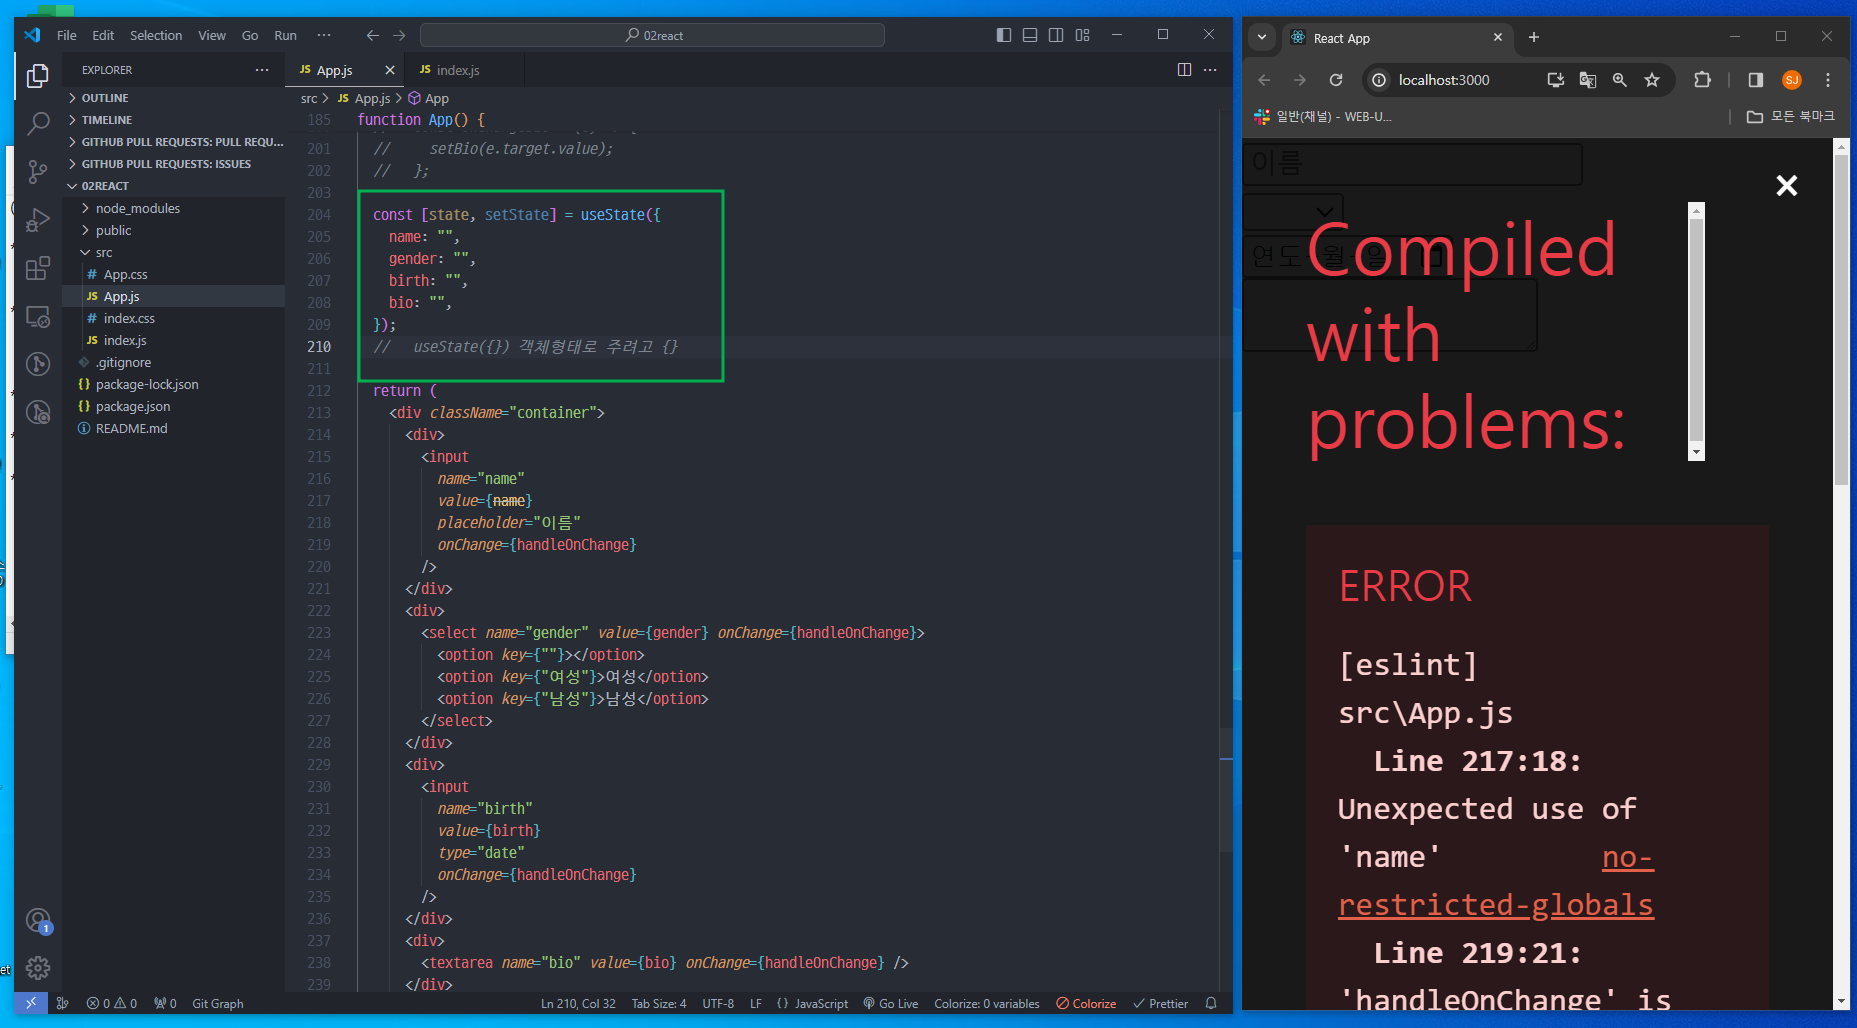 File Edit Selection View Go Run ··· 02react
EXPLORER ···
OUTLINE
TIMELINE
GITHUB PULL REQUESTS: PULL REQU...
GITHUB PULL REQUESTS: ISSUES
02REACT
node_modules
public
src
# App.css
JS App.js
# index.css
JS index.js
.gitignore
{} package-lock.json
{} package.json
README.md
1
JS App.js JS index.js ···
src > JS App.js > App
185 function App() {
201 //     setBio(e.target.value);
202 //   };
203
204 const [state, setState] = useState({
205 name: "",
206 gender: "",
207 birth: "",
208 bio: "",
209 });
210 //   useState({}) 객체형태로 주려고 {}
211
212 return (
213 <div className="container">
214 <div>
215 <input
216 name="name"
217 value={name}
218 placeholder="이름"
219 onChange={handleOnChange}
220 />
221 </div>
222 <div>
223 <select name="gender" value={gender} onChange={handleOnChange}>
224 <option key={""}></option>
225 <option key={"여성"}>여성</option>
226 <option key={"남성"}>남성</option>
227 </select>
228 </div>
229 <div>
230 <input
231 name="birth"
232 value={birth}
233 type="date"
234 onChange={handleOnChange}
235 />
236 </div>
237 <div>
238 <textarea name="bio" value={bio} onChange={handleOnChange} />
239 </div>
0 0 0 Git Graph Ln 210, Col 32 Tab Size: 4 UTF-8 LF {} JavaScript Go Live Colorize: 0 variables Colorize Prettier
React App
localhost:3000 SJ
일반(채널) - WEB-U... 모든 북마크
이름
연도-월-일
Compiled
with
problems:
ERROR
[eslint]
src\App.js
Line 217:18:
Unexpected use of
'name' no-
restricted-globals
Line 219:21:
'handleOnChange' is